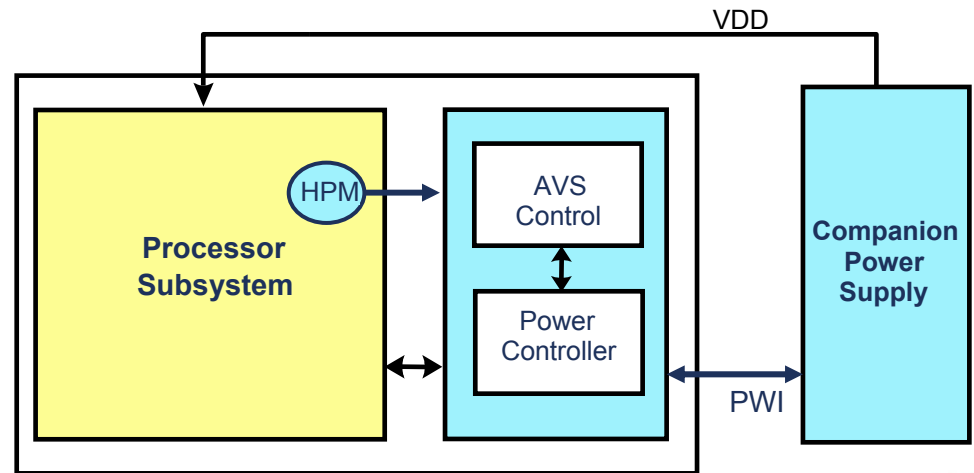 VDD
HPM
Processor
Subsystem
AVS
Control
Power
Controller
Companion
Power
Supply
PWI